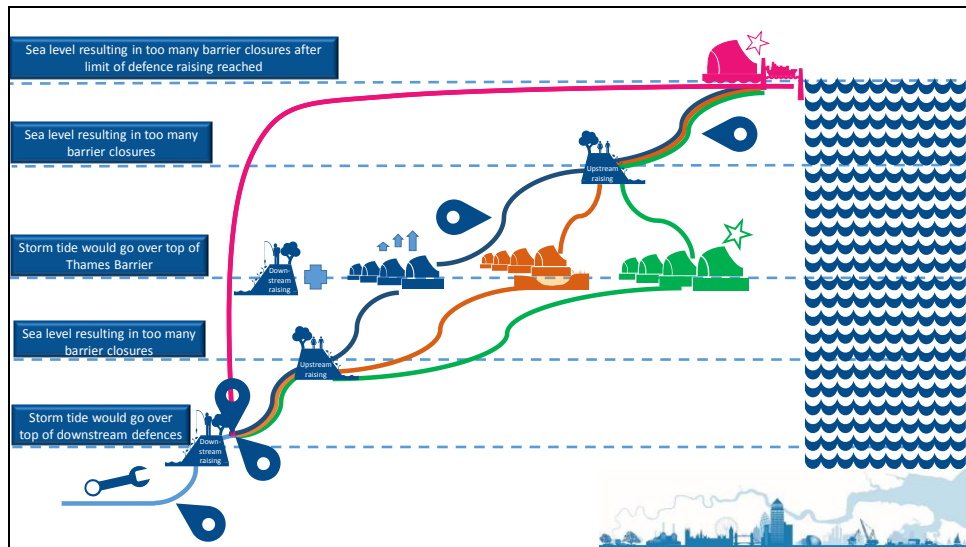 Sea level resulting in too many barrier closures after
limit of defence raising reached
Sea level resulting in too many
barrier closures
Upstream
raising
Storm tide would go over top of
Thames Barrier
Down-
stream
raising
Sea level resulting in too many
barrier closures
Upstream
raising
Storm tide would go over
top of downstream defences
Down-
stream
raising